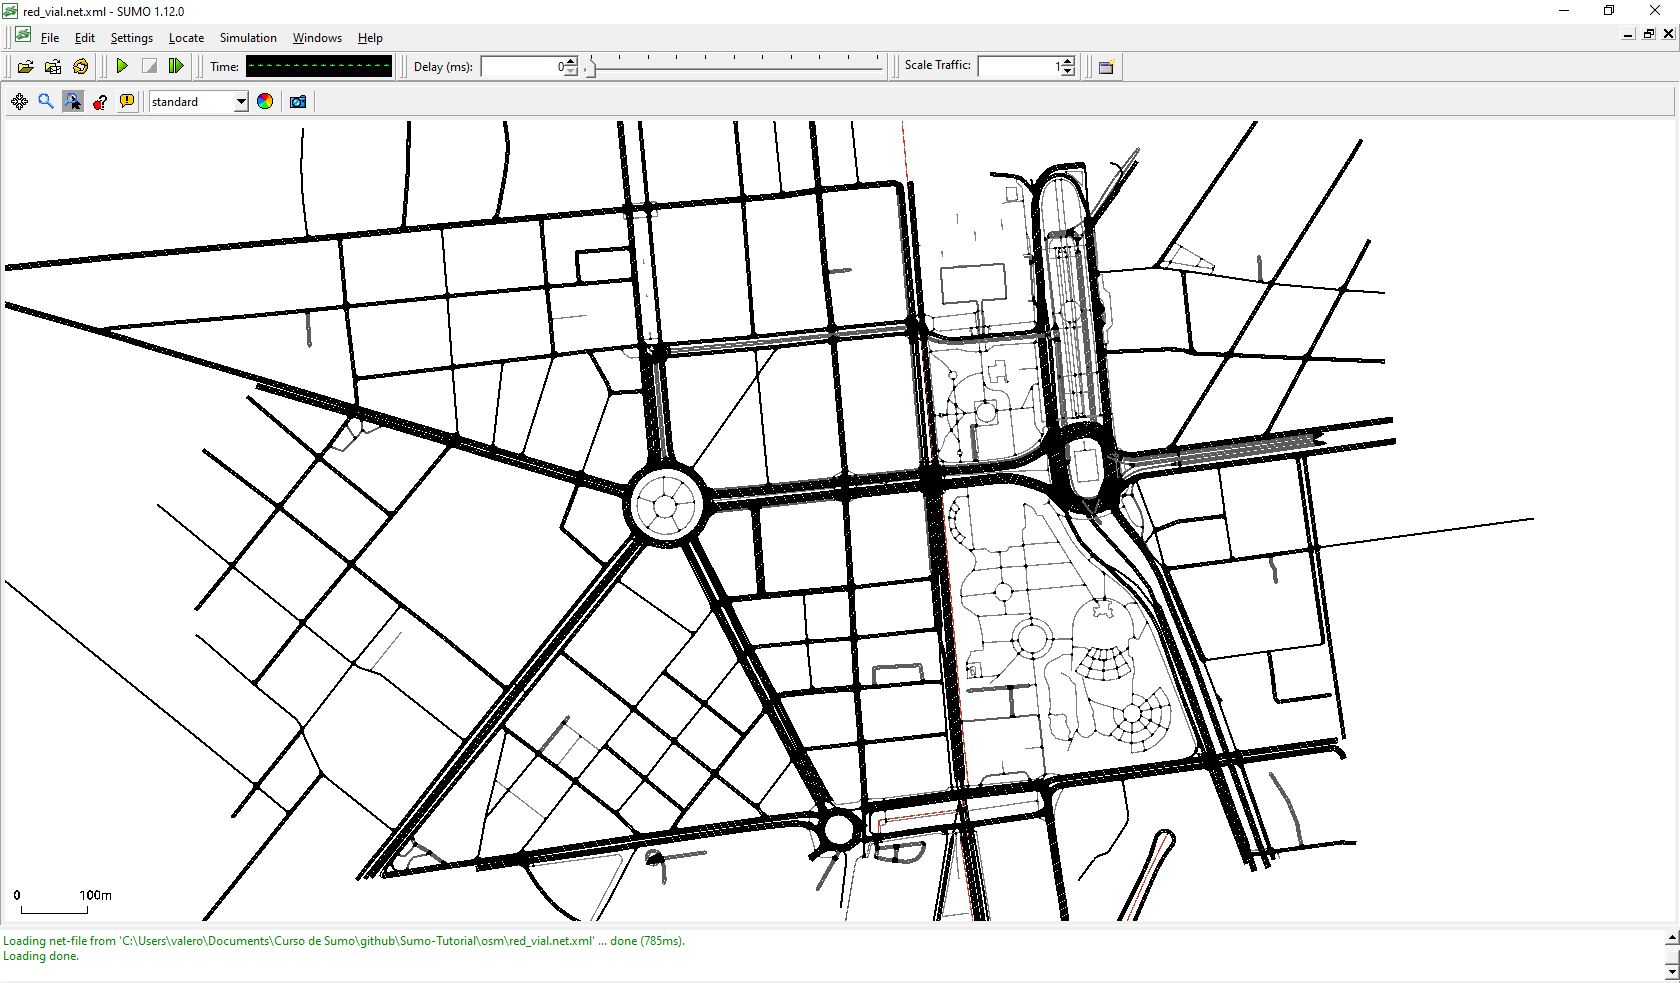 red_vial.net.xml - SUMO 1.12.0
File Edit Settings Locate Simulation Windows Help
Time: Delay (ms): 0 Scale Traffic: 1
standard
0 100m
Loading net-file from 'C:\Users\valero\Documents\Curso de Sumo\github\Sumo-Tutorial\osm\red_vial.net.xml' ... done (785ms).
Loading done.